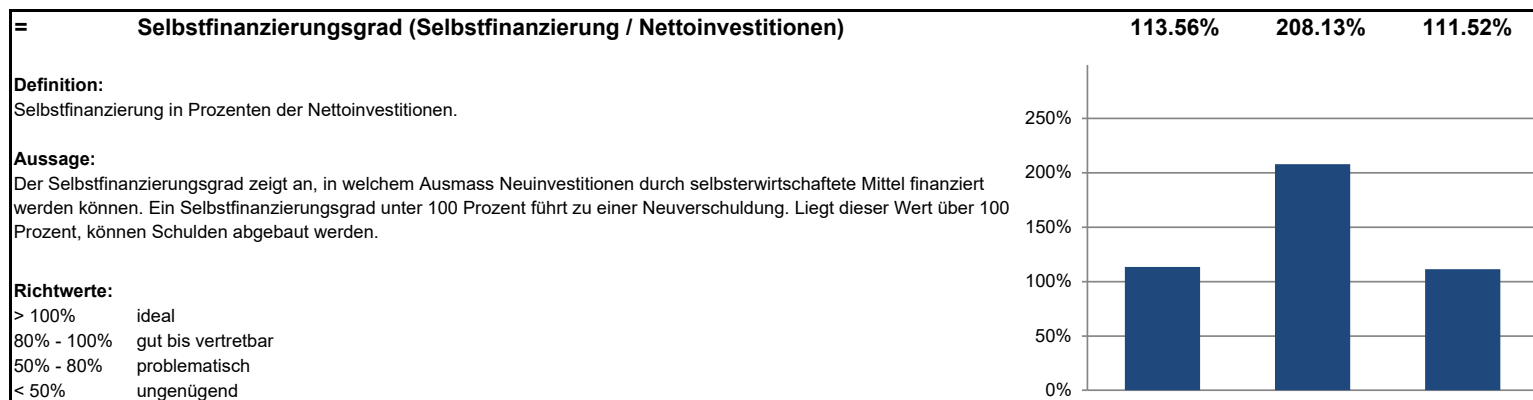 = Selbstfinanzierungsgrad (Selbstfinanzierung / Nettoinvestitionen) 113.56% 208.13% 111.52%
Definition:
Selbstfinanzierung in Prozenten der Nettoinvestitionen.
Aussage:
Der Selbstfinanzierungsgrad zeigt an, in welchem Ausmass Neuinvestitionen durch selbsterwirtschaftete Mittel finanziert
werden können. Ein Selbstfinanzierungsgrad unter 100 Prozent führt zu einer Neuverschuldung. Liegt dieser Wert über 100
Prozent, können Schulden abgebaut werden.
Richtwerte:
> 100% ideal
80% - 100% gut bis vertretbar
50% - 80% problematisch
< 50% ungenügend
250%
200%
150%
100%
50%
0%